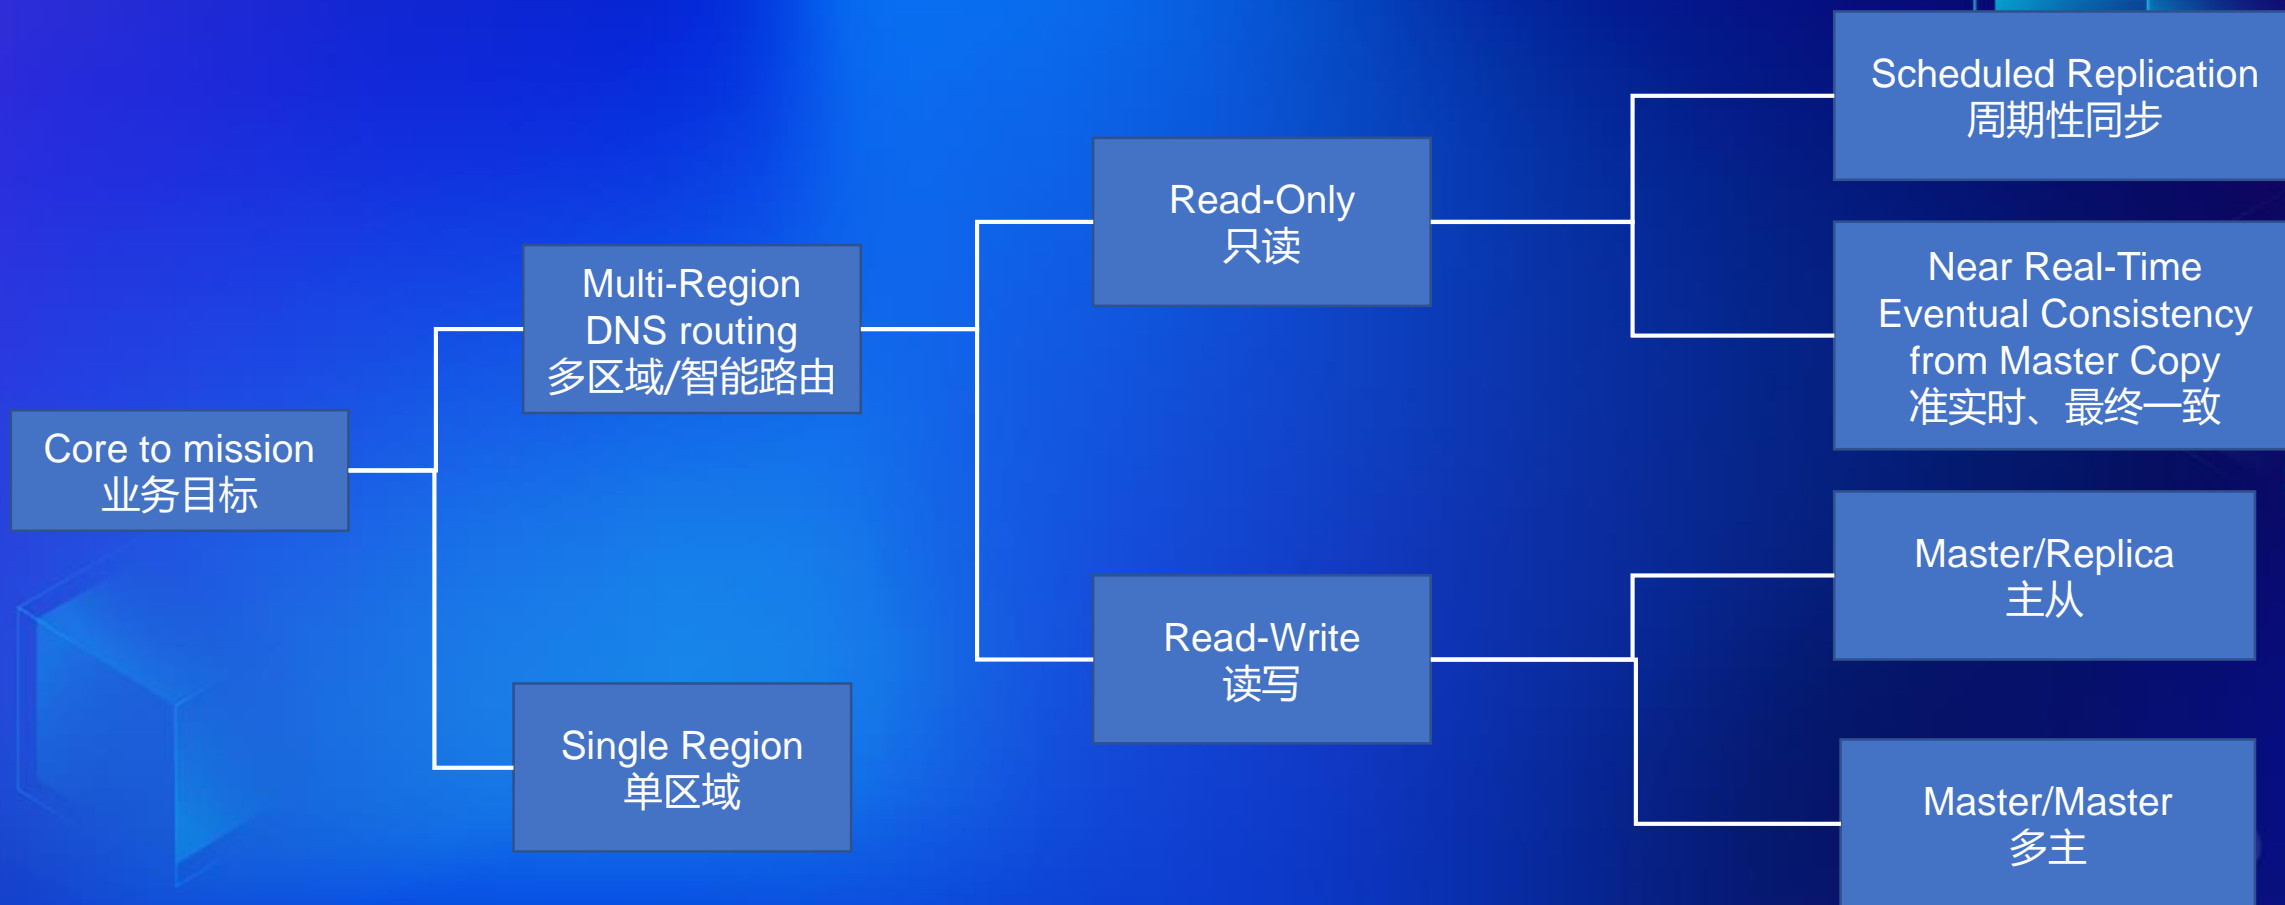 Core to mission
业务目标
Multi-Region
DNS routing
多区域/智能路由
Single Region
单区域
Read-Only
只读
Read-Write
读写
Scheduled Replication
周期性同步
Near Real-Time
Eventual Consistency
from Master Copy
准实时、最终一致
Master/Replica
主从
Master/Master
多主